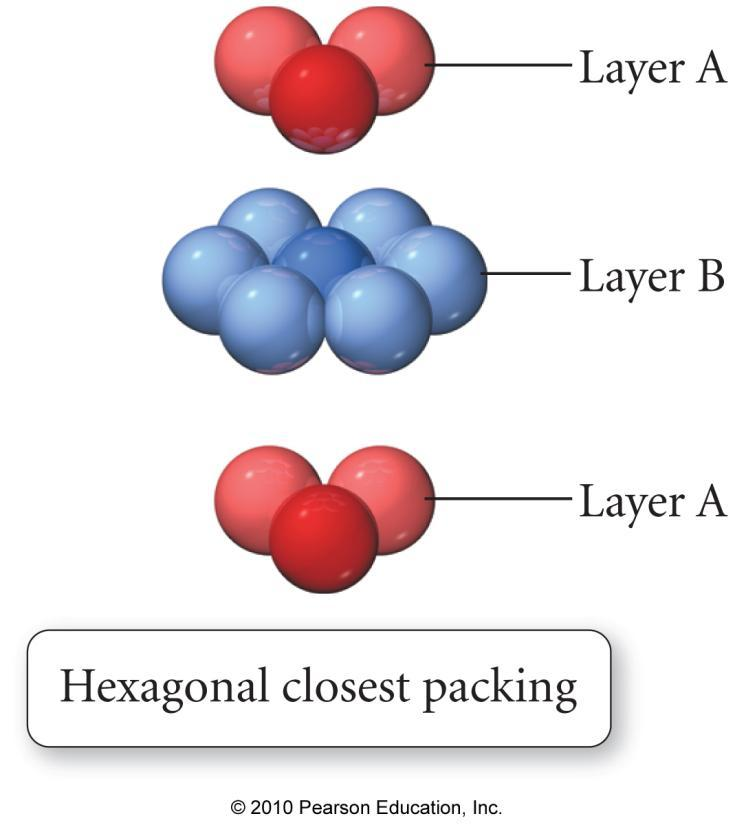 Layer A
Layer B
Layer A
Hexagonal closest packing
© 2010 Pearson Education, Inc.